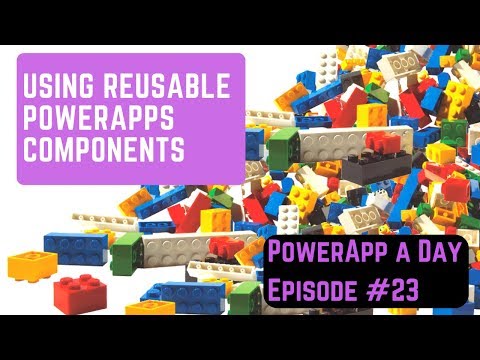 USING REUSABLE
POWERAPPS
COMPONENTS
POWERAPP A DAY
EPISODE #23